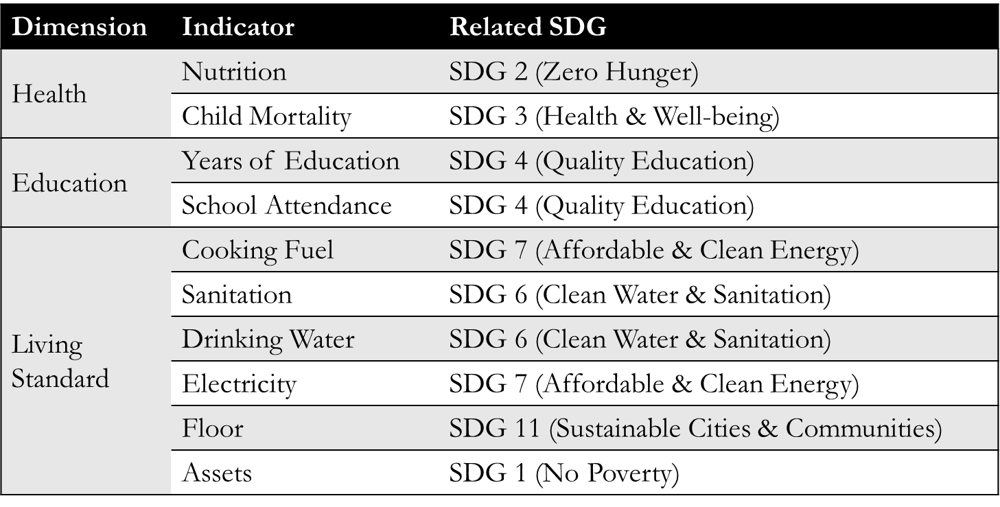 Dimension Indicator Related SDG
Health
Nutrition SDG 2 (Zero Hunger)
Child Mortality SDG 3 (Health & Well-being)
Education
Years of Education SDG 4 (Quality Education)
School Attendance SDG 4 (Quality Education)
Living
Standard
Cooking Fuel SDG 7 (Affordable & Clean Energy)
Sanitation SDG 6 (Clean Water & Sanitation)
Drinking Water SDG 6 (Clean Water & Sanitation)
Electricity SDG 7 (Affordable & Clean Energy)
Floor SDG 11 (Sustainable Cities & Communities)
Assets SDG 1 (No Poverty)